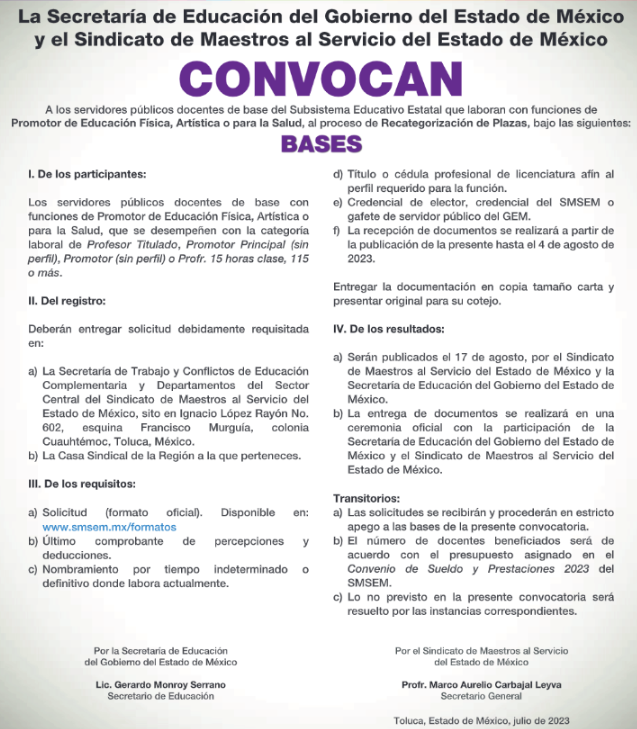 La Secretaría de Educación del Gobierno del Estado de México
y el Sindicato de Maestros al Servicio del Estado de México
CONVOCAN
A los servidores públicos docentes de base del Subsistema Educativo Estatal que laboran con funciones de
Promotor de Educación Física, Artística o para la Salud, al proceso de Recategorización de Plazas, bajo las siguientes:
BASES
I. De los participantes:
Los servidores públicos docentes de base con
funciones de Promotor de Educación Física, Artística o
para la Salud, que se desempeñen con la categoría
laboral de Profesor Titulado, Promotor Principal (sin
perfil), Promotor (sin perfil) o Profr. 15 horas clase, 115
o más.
II. Del registro:
Deberán entregar solicitud debidamente requisitada
en:
a) La Secretaría de Trabajo y Conflictos de Educación
Complementaria y Departamentos del Sector
Central del Sindicato de Maestros al Servicio del
Estado de México, sito en Ignacio López Rayón No.
602, esquina Francisco Murguía, colonia
Cuauhtémoc, Toluca, México.
b) La Casa Sindical de la Región a la que perteneces.
III. De los requisitos:
a) Solicitud (formato oficial). Disponible en:
www.smsem.mx/formatos
b) Último comprobante de percepciones y
deducciones.
c) Nombramiento por tiempo indeterminado o
definitivo donde labora actualmente.
d) Título o cédula profesional de licenciatura afín al
perfil requerido para la función.
e) Credencial de elector, credencial del SMSEM o
gafete de servidor público del GEM.
f) La recepción de documentos se realizará a partir de
la publicación de la presente hasta el 4 de agosto de
2023.
Entregar la documentación en copia tamaño carta y
presentar original para su cotejo.
IV. De los resultados:
a) Serán publicados el 17 de agosto, por el Sindicato
de Maestros al Servicio del Estado de México y la
Secretaría de Educación del Gobierno del Estado de
México.
b) La entrega de documentos se realizará en una
ceremonia oficial con la participación de la
Secretaría de Educación del Gobierno del Estado de
México y el Sindicato de Maestros al Servicio del
Estado de México.
Transitorios:
a) Las solicitudes se recibirán y procederán en estricto
apego a las bases de la presente convocatoria.
b) El número de docentes beneficiados será de
acuerdo con el presupuesto asignado en el
Convenio de Sueldo y Prestaciones 2023 del
SMSEM.
c) Lo no previsto en la presente convocatoria será
resuelto por las instancias correspondientes.
Por la Secretaría de Educación
del Gobierno del Estado de México
Lic. Gerardo Monroy Serrano
Secretario de Educación
Por el Sindicato de Maestros al Servicio
del Estado de México
Profr. Marco Aurelio Carbajal Leyva
Secretario General
Toluca, Estado de México, julio de 2023